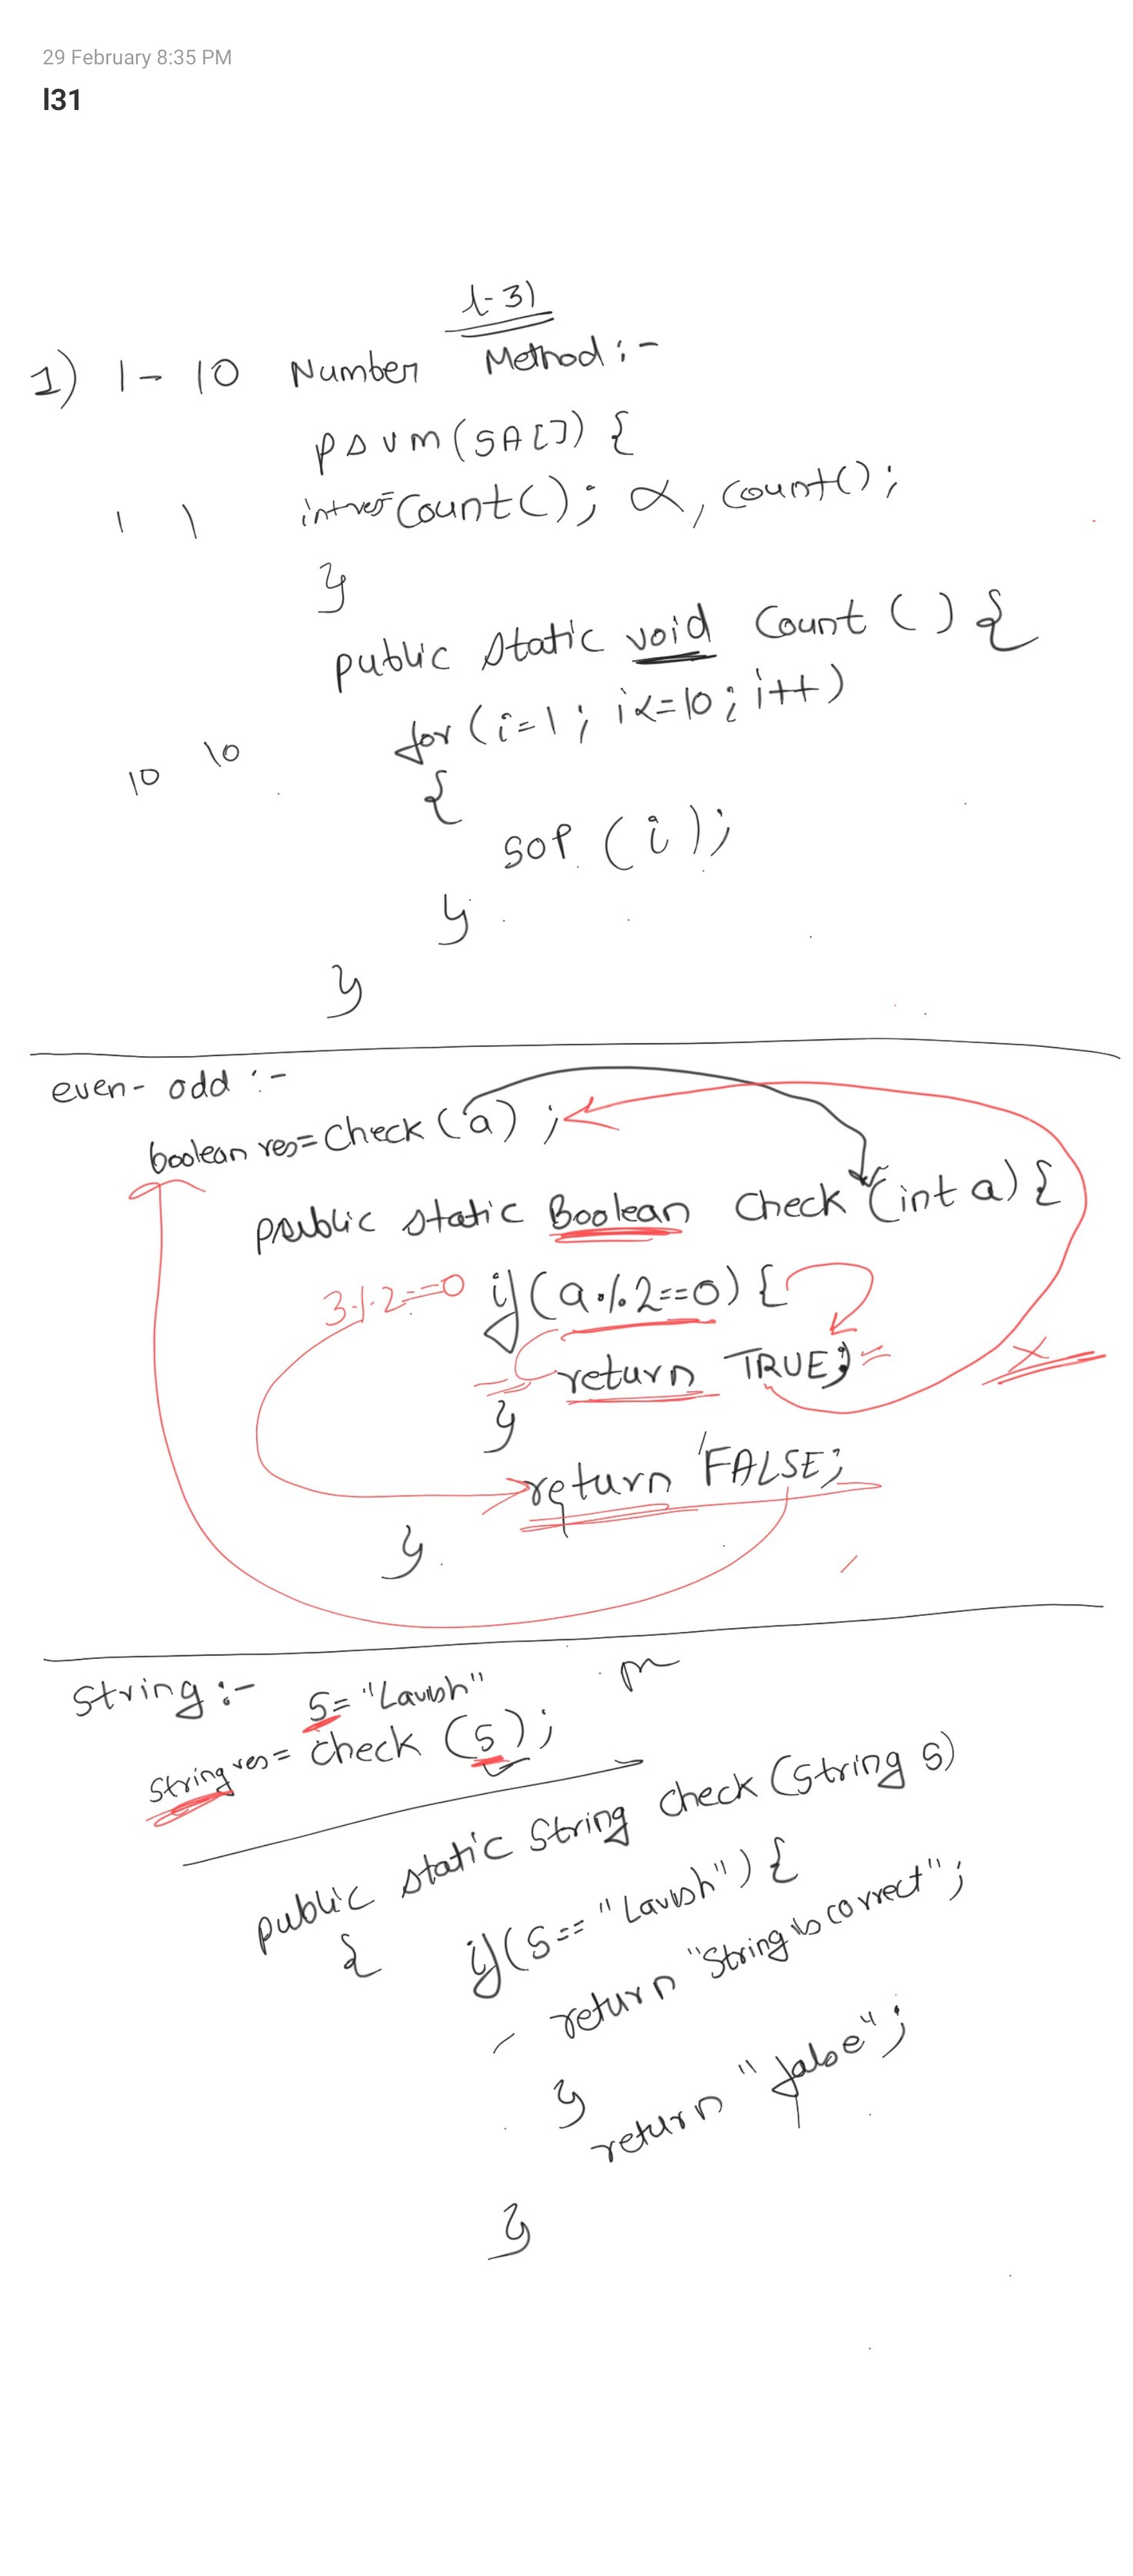 29 February 8:35 PM
l31
l-31
1) 1-10 Number Method :-
psvm(SA[]) {
int res= Count(); α, count();
1 1
}
public static void Count () {
for (i=1; i<=10; i++)
10 10
{
SOP (i);
}
}
even- odd :-
boolean res= Check (a) ;
public static Boolean Check (int a) {
3%2==0 if(a%2==0) {
return TRUE;
}
return FALSE;
}
String :- S= "Lavish"
String res= Check (S);
public static String Check (String S)
{ if(S== "Lavish") {
return "String is correct";
}
return "false";
}